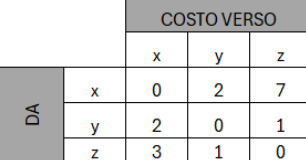 COSTO VERSO
x y z
DA
x 0 2 7
y 2 0 1
z 3 1 0